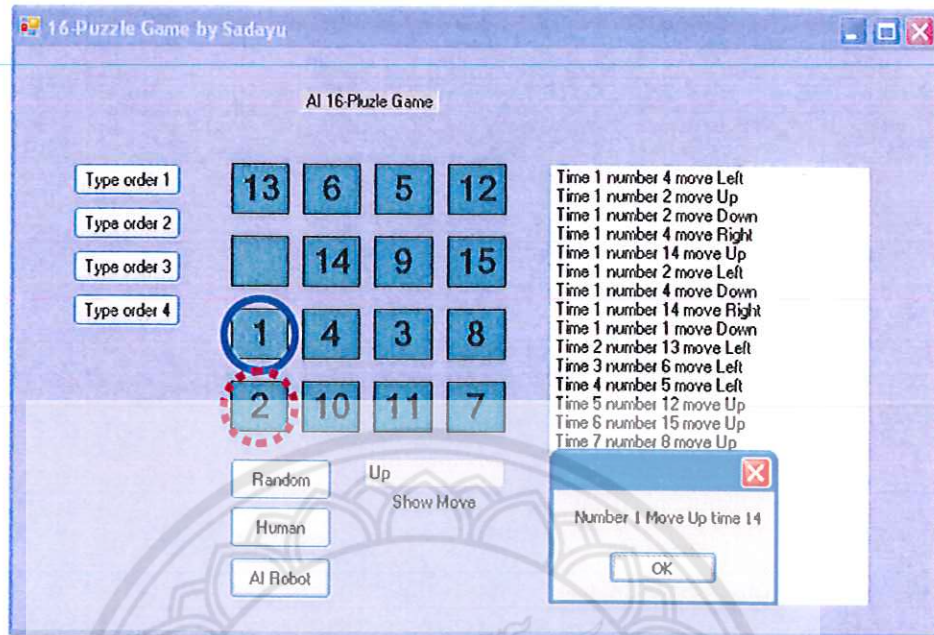 16-Puzzle Game by Sadayu
AI 16-Pluzle Game
Type order 1
Type order 2
Type order 3
Type order 4
13 6 5 12
14 9 15
1 4 3 8
2 10 11 7
Time 1 number 4 move Left
Time 1 number 2 move Up
Time 1 number 2 move Down
Time 1 number 4 move Right
Time 1 number 14 move Up
Time 1 number 2 move Left
Time 1 number 4 move Down
Time 1 number 14 move Right
Time 1 number 1 move Down
Time 2 number 13 move Left
Time 3 number 6 move Left
Time 4 number 5 move Left
Time 5 number 12 move Up
Time 6 number 15 move Up
Time 7 number 8 move Up
Random
Human
AI Robot
Up
Show Move
Number 1 Move Up time 14
OK